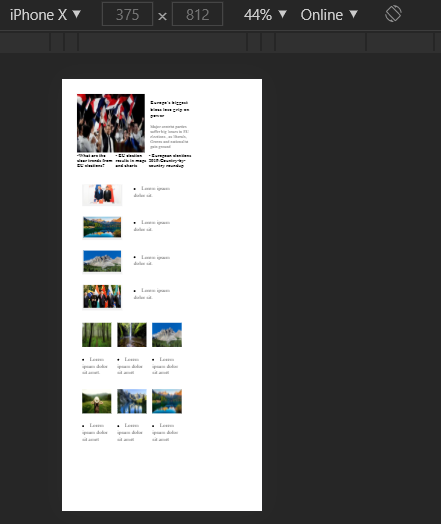 iPhone X ▼ 375 × 812 44% ▼ Online ▼
Europe's biggest
blocs lose grip on
power
Major centrist parties
suffer big losses in EU
elections, as liberals,
Greens and nationalists
gain ground
•What are the
clear trends from
EU elections?
• EU election
results in maps
and charts
• European elections
2019:Country-by-
country roundup
• Lorem ipsum
dolor sit
• Lorem ipsum
dolor sit
• Lorem ipsum
dolor sit
• Lorem ipsum
dolor sit
• Lorem
ipsum dolor
sit amet
• Lorem
ipsum dolor
sit amet
• Lorem
ipsum dolor
sit amet
• Lorem
ipsum dolor
sit amet
• Lorem
ipsum dolor
sit amet
• Lorem
ipsum dolor
sit amet